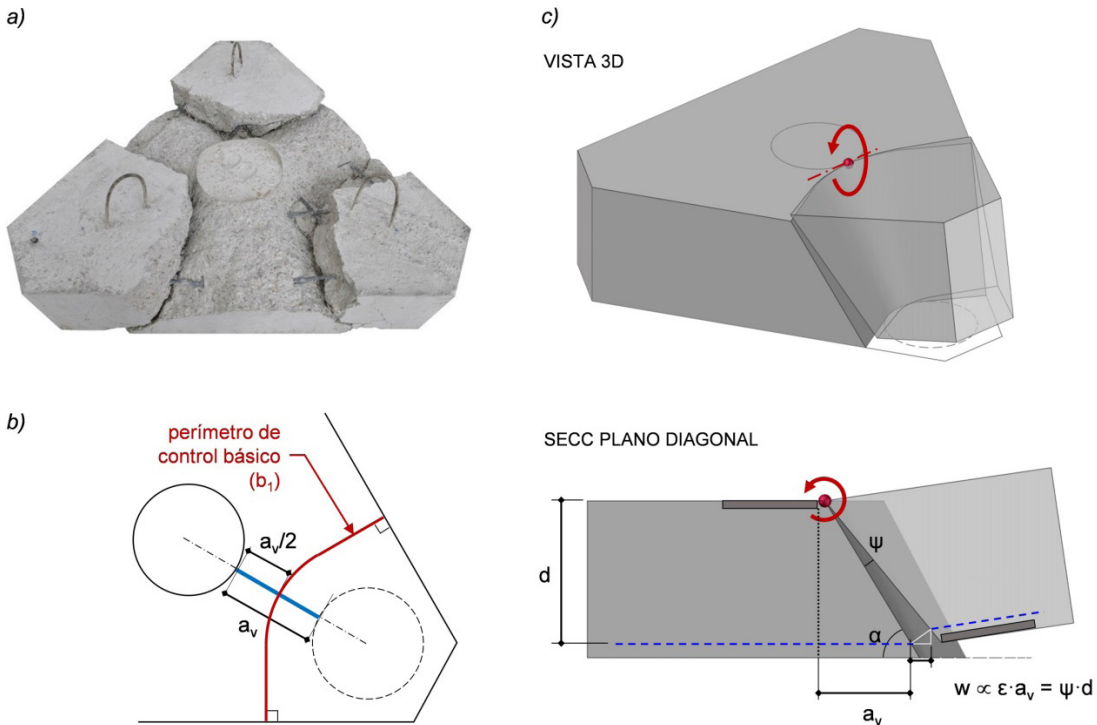 a)
c)
VISTA 3D
b)
perímetro de
control básico
(b₁)
aᵥ/2
aᵥ
SECC PLANO DIAGONAL
ψ
d
α
w ∝ ε·aᵥ = ψ·d
aᵥ